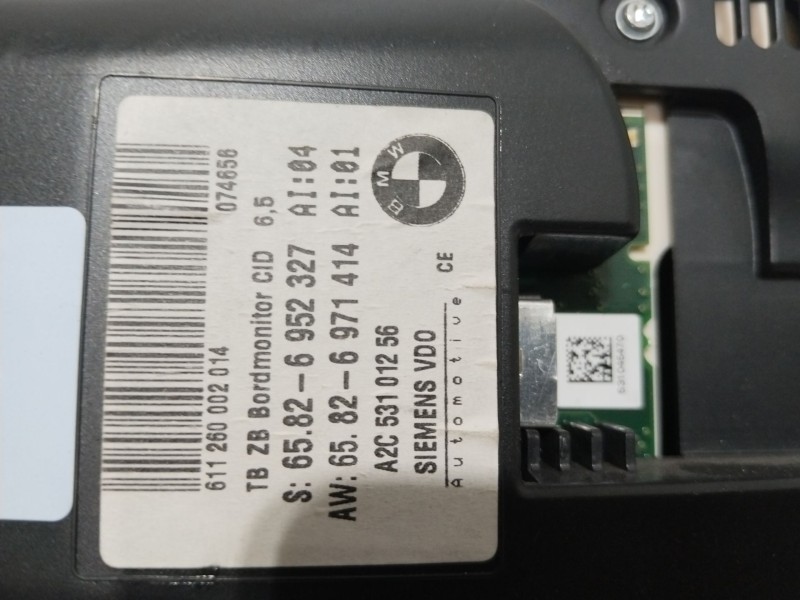 611 260 002 014 074656
TB ZB Bordmonitor CID 6,5
S: 65.82-6 952 327 AI:04
AW: 65.82-6 971 414 AI:01
BMW
A2C 531 012 56
SIEMENS VDO
Automotive
CE